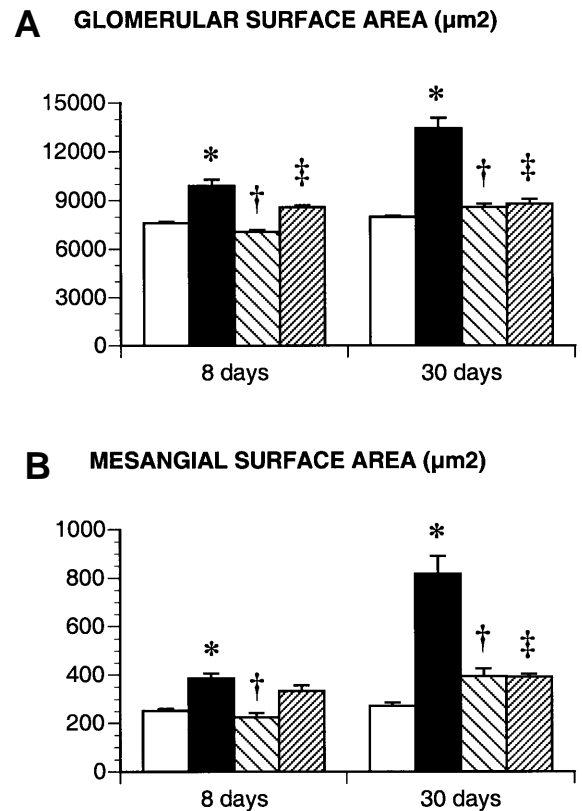 A GLOMERULAR SURFACE AREA (µm2)
15000
12000
9000
6000
3000
0
* † ‡ * † ‡
8 days 30 days
B MESANGIAL SURFACE AREA (µm2)
1000
800
600
400
200
0
* † * † ‡
8 days 30 days